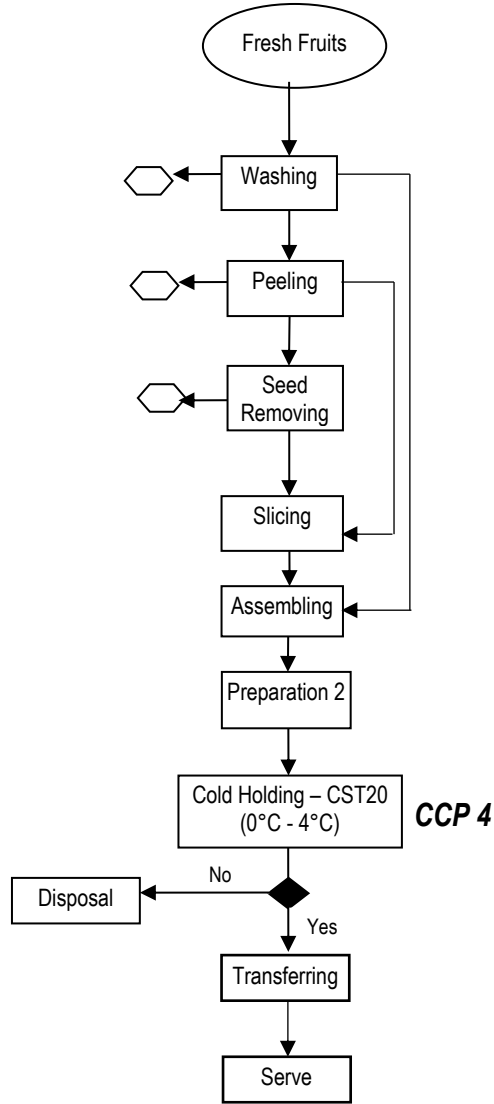 Fresh Fruits
Washing
Peeling
Seed
Removing
Slicing
Assembling
Preparation 2
Cold Holding – CST20
(0°C - 4°C)
CCP 4
No
Disposal
Yes
Transferring
Serve